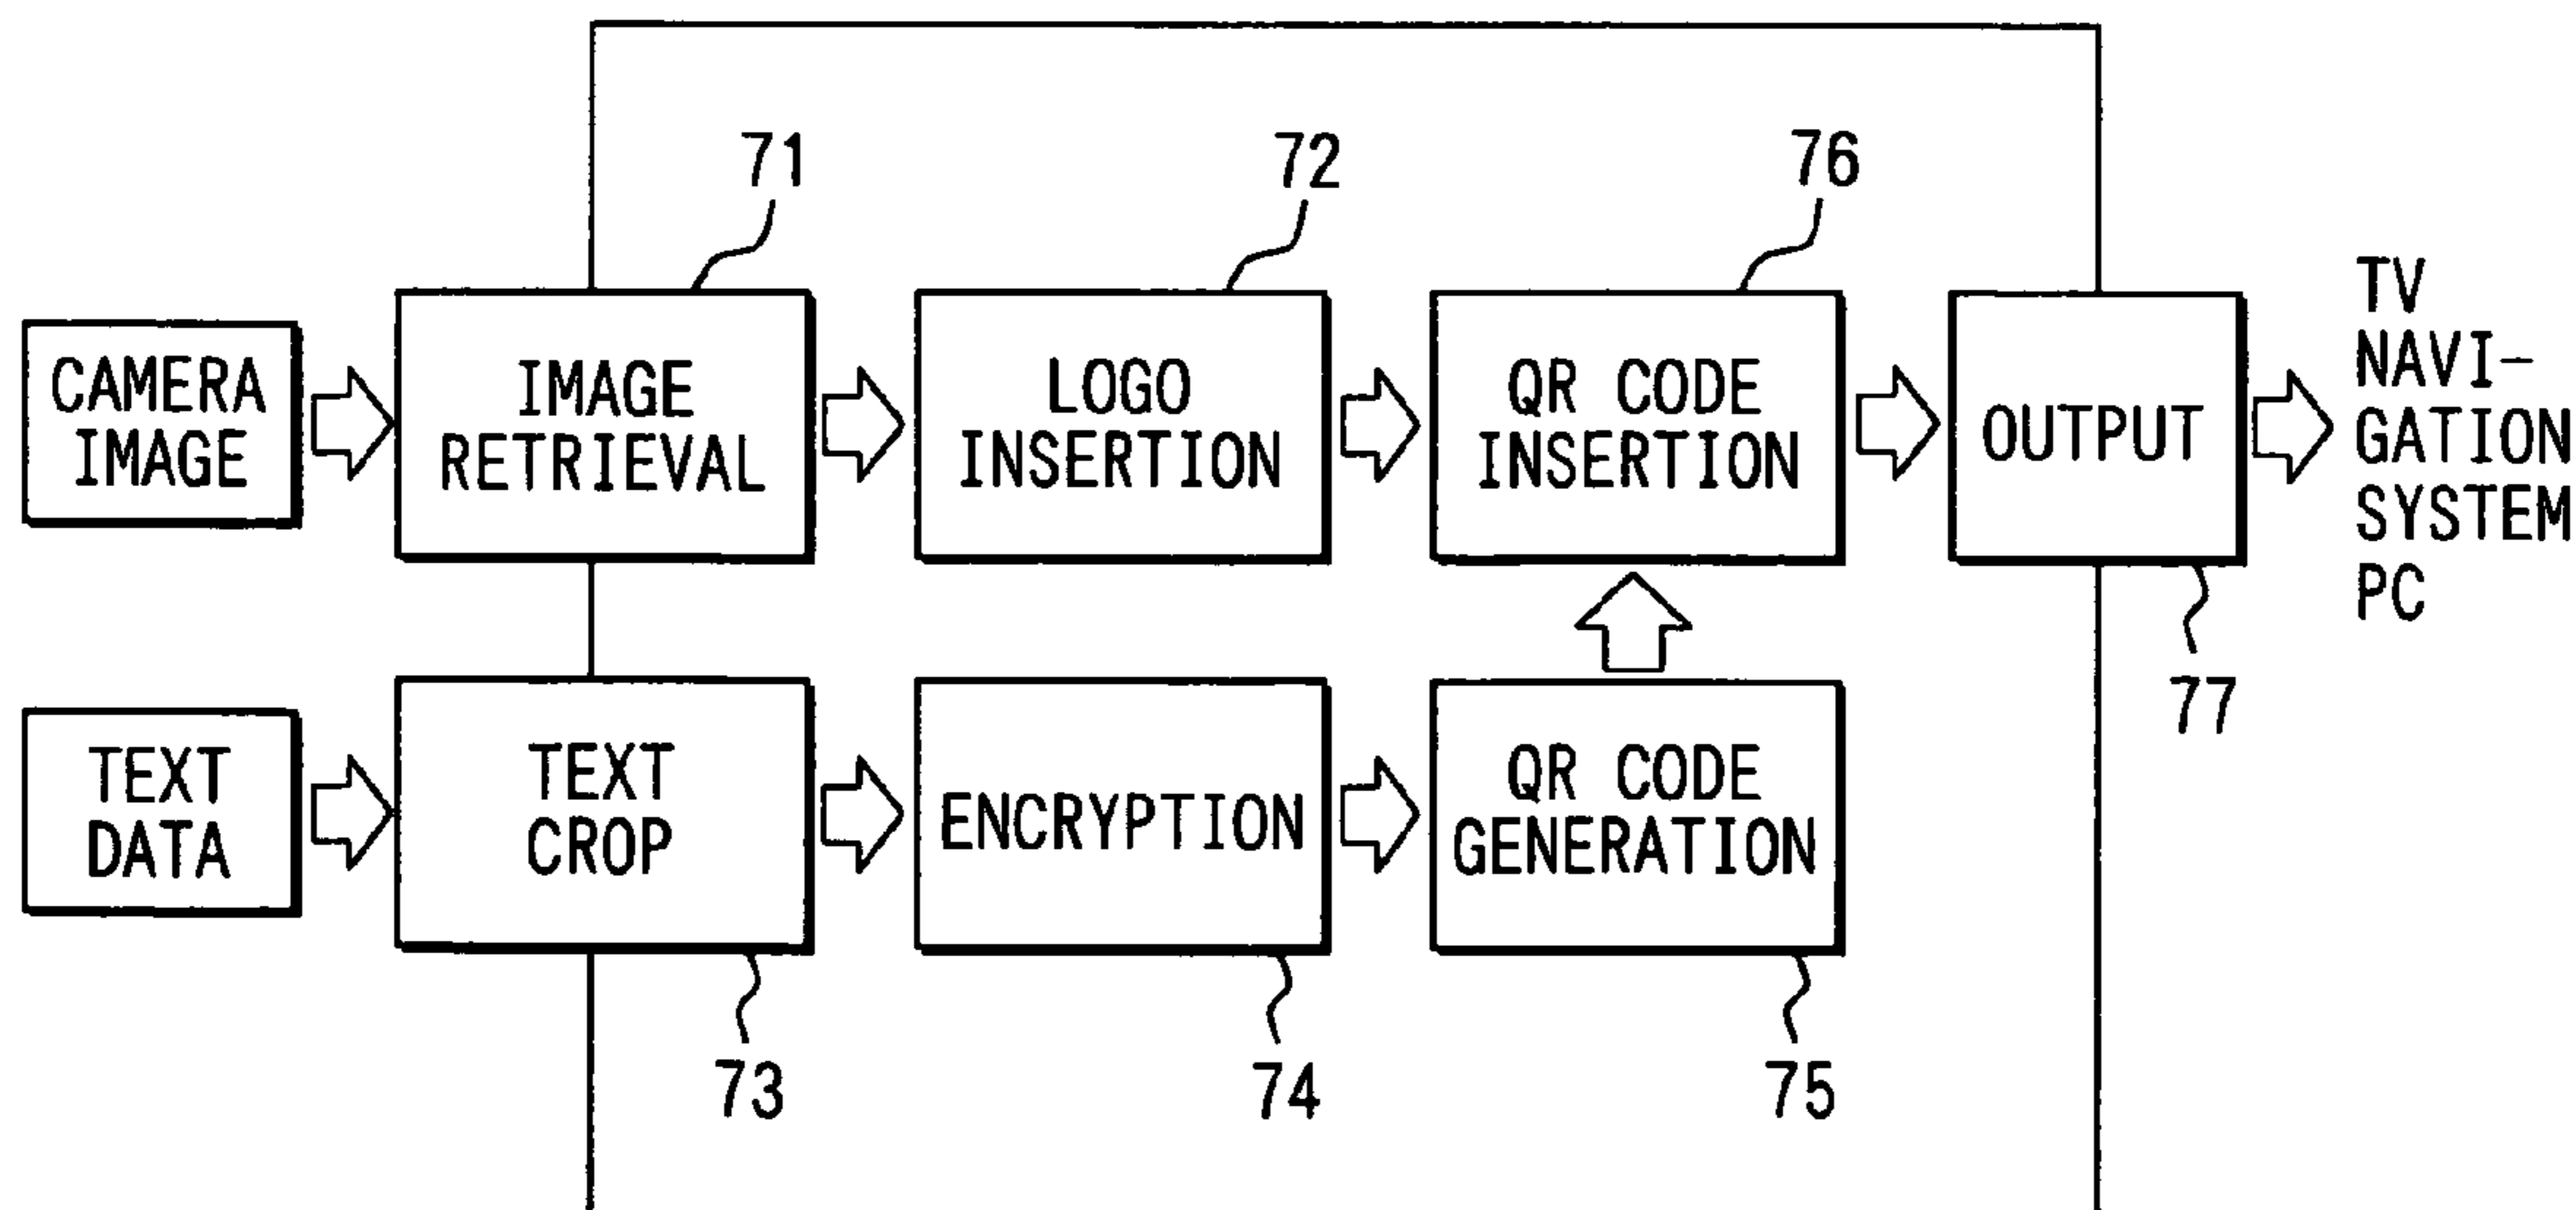 71
72
76
CAMERA
IMAGE
IMAGE
RETRIEVAL
LOGO
INSERTION
QR CODE
INSERTION
OUTPUT
TV
NAVI-
GATION
SYSTEM
PC
77
TEXT
DATA
TEXT
CROP
ENCRYPTION
QR CODE
GENERATION
73
74
75